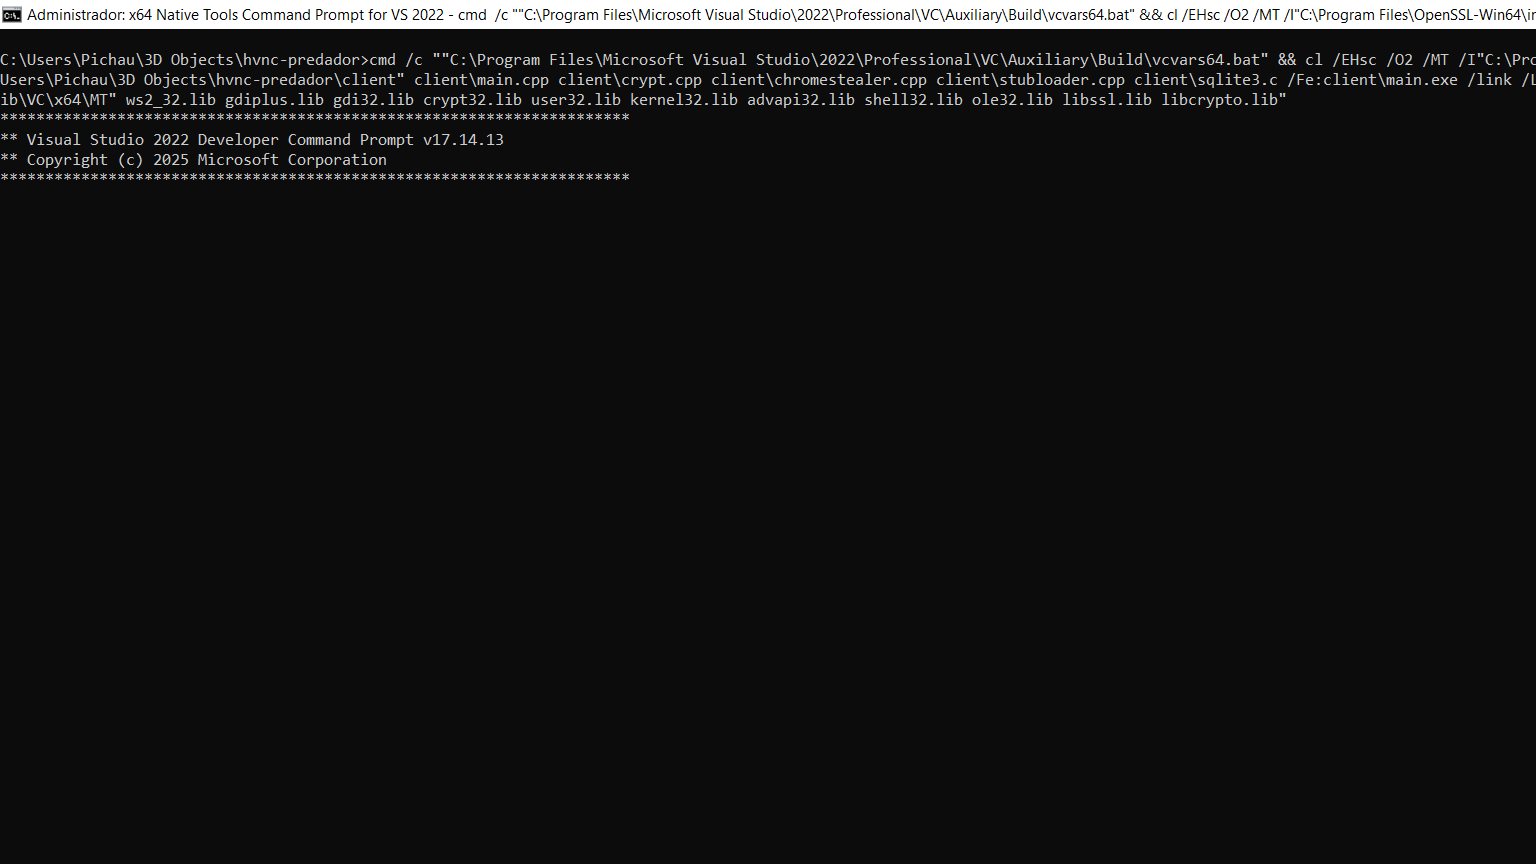 Administrador: x64 Native Tools Command Prompt for VS 2022 - cmd  /c ""C:\Program Files\Microsoft Visual Studio\2022\Professional\VC\Auxiliary\Build\vcvars64.bat" && cl /EHsc /O2 /MT /I"C:\Program Files\OpenSSL-Win64\in
C:\Users\Pichau\3D Objects\hvnc-predador>cmd /c ""C:\Program Files\Microsoft Visual Studio\2022\Professional\VC\Auxiliary\Build\vcvars64.bat" && cl /EHsc /O2 /MT /I"C:\Pro
Users\Pichau\3D Objects\hvnc-predador\client" client\main.cpp client\crypt.cpp client\chromestealer.cpp client\stubloader.cpp client\sqlite3.c /Fe:client\main.exe /link /L
ib\VC\x64\MT" ws2_32.lib gdiplus.lib gdi32.lib crypt32.lib user32.lib kernel32.lib advapi32.lib shell32.lib ole32.lib libssl.lib libcrypto.lib"
**********************************************************************
** Visual Studio 2022 Developer Command Prompt v17.14.13
** Copyright (c) 2025 Microsoft Corporation
**********************************************************************